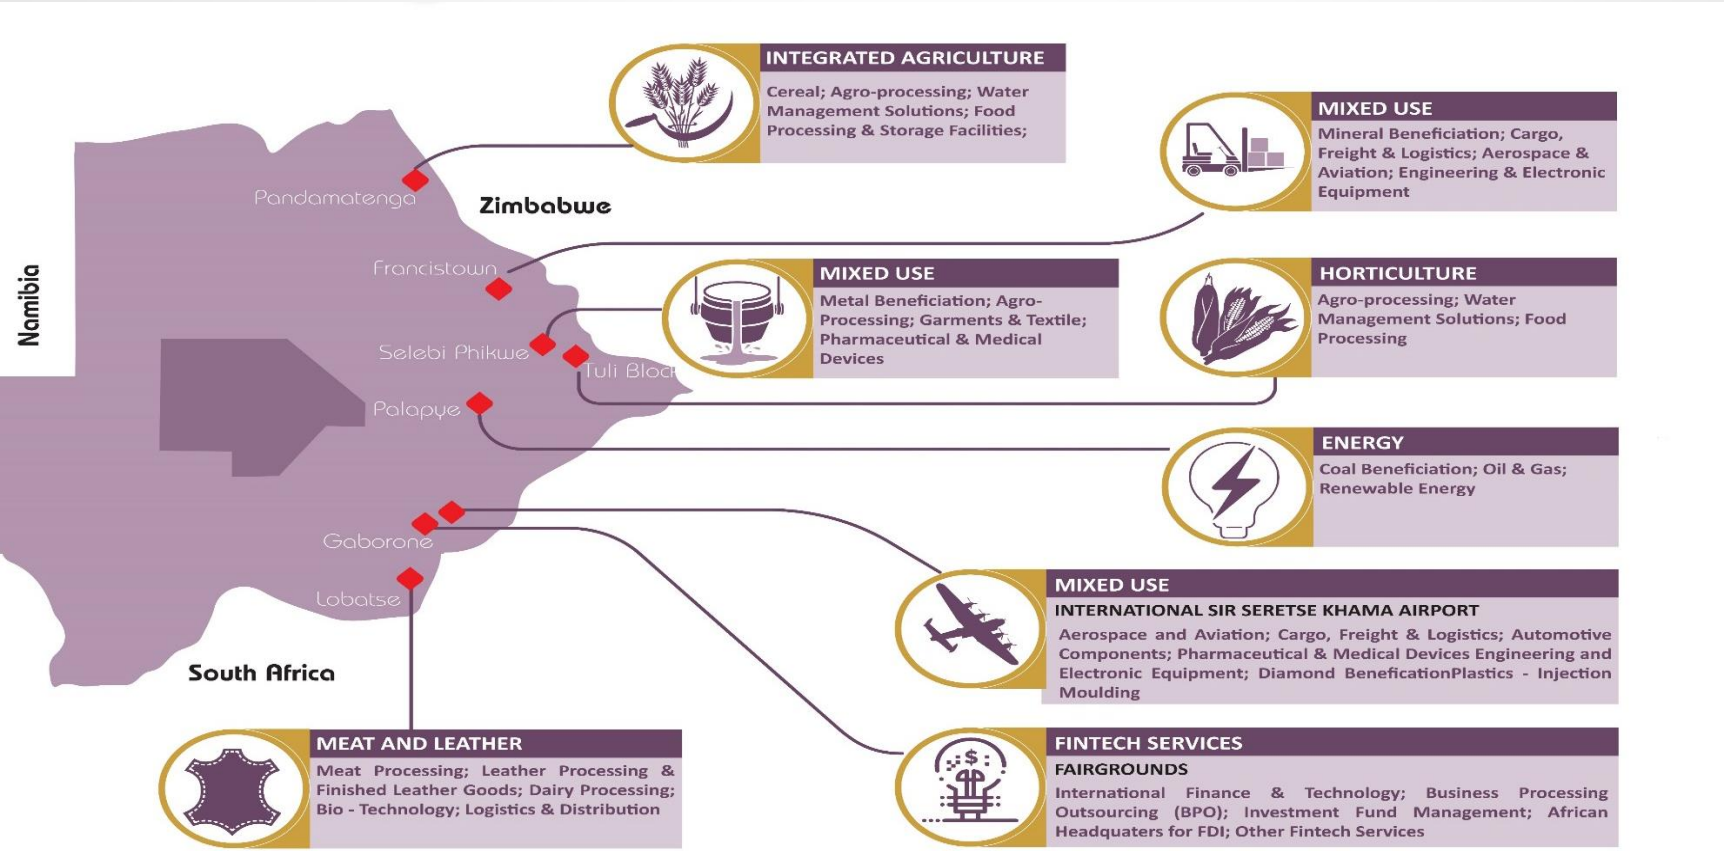 INTEGRATED AGRICULTURE
Cereal; Agro-processing; Water
Management Solutions; Food
Processing & Storage Facilities;
MIXED USE
Mineral Beneficiation; Cargo,
Freight & Logistics; Aerospace &
Aviation; Engineering & Electronic
Equipment
Pandamatenga
Zimbabwe
Namibia
Francistown
MIXED USE
Metal Beneficiation; Agro-
Processing; Garments & Textile;
Pharmaceutical & Medical
Devices
HORTICULTURE
Agro-processing; Water
Management Solutions; Food
Processing
Selebi Phikwe
Tuli Block
Palapye
ENERGY
Coal Beneficiation; Oil & Gas;
Renewable Energy
Gaborone
Lobatse
MIXED USE
INTERNATIONAL SIR SERETSE KHAMA AIRPORT
Aerospace and Aviation; Cargo, Freight & Logistics; Automotive
Components; Pharmaceutical & Medical Devices Engineering and
Electronic Equipment; Diamond BeneficationPlastics - Injection
Moulding
South Africa
MEAT AND LEATHER
Meat Processing; Leather Processing &
Finished Leather Goods; Dairy Processing;
Bio - Technology; Logistics & Distribution
$
FINTECH SERVICES
FAIRGROUNDS
International Finance & Technology; Business Processing
Outsourcing (BPO); Investment Fund Management; African
Headquaters for FDI; Other Fintech Services